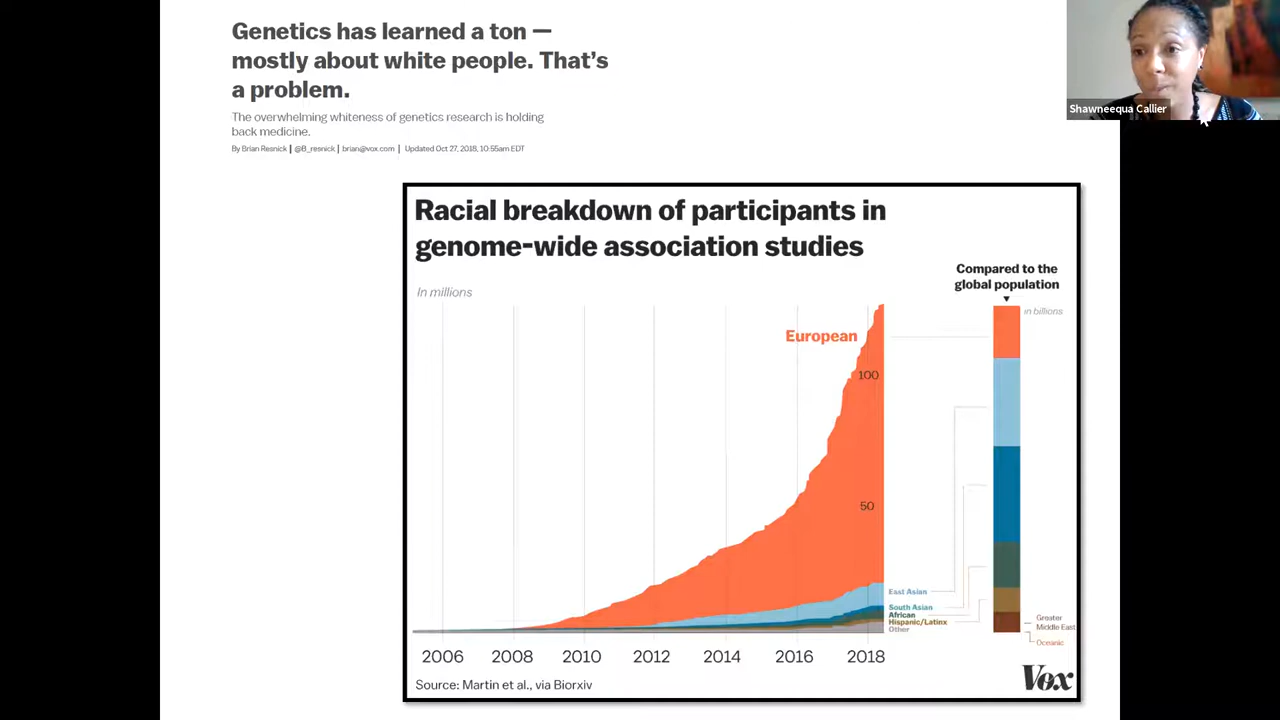 Genetics has learned a ton —
mostly about white people. That's
a problem.
The overwhelming whiteness of genetics research is holding
back medicine.
By Brian Resnick | @B_resnick | brian@vox.com | Updated Oct 27, 2018, 10:55am EDT
Shawneequa Callier
Racial breakdown of participants in
genome-wide association studies
In millions
Compared to the
global population
in billions
European
100
50
East Asian
South Asian
African
Hispanic/Latinx
Other
Greater
Middle East
Oceanic
2006 2008 2010 2012 2014 2016 2018
Source: Martin et al., via Biorxiv
Vox